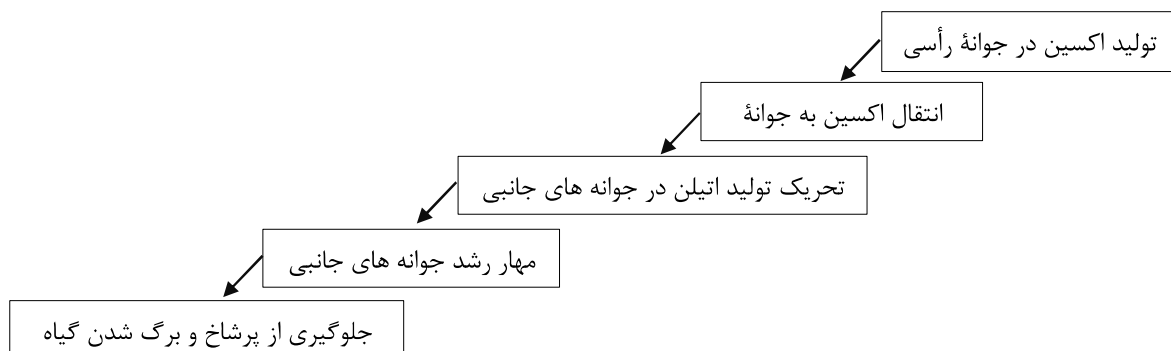 تولید اکسین در جوانهٔ رأسی
انتقال اکسین به جوانهٔ
تحریک تولید اتیلن در جوانه های جانبی
مهار رشد جوانه های جانبی
جلوگیری از پرشاخ و برگ شدن گیاه